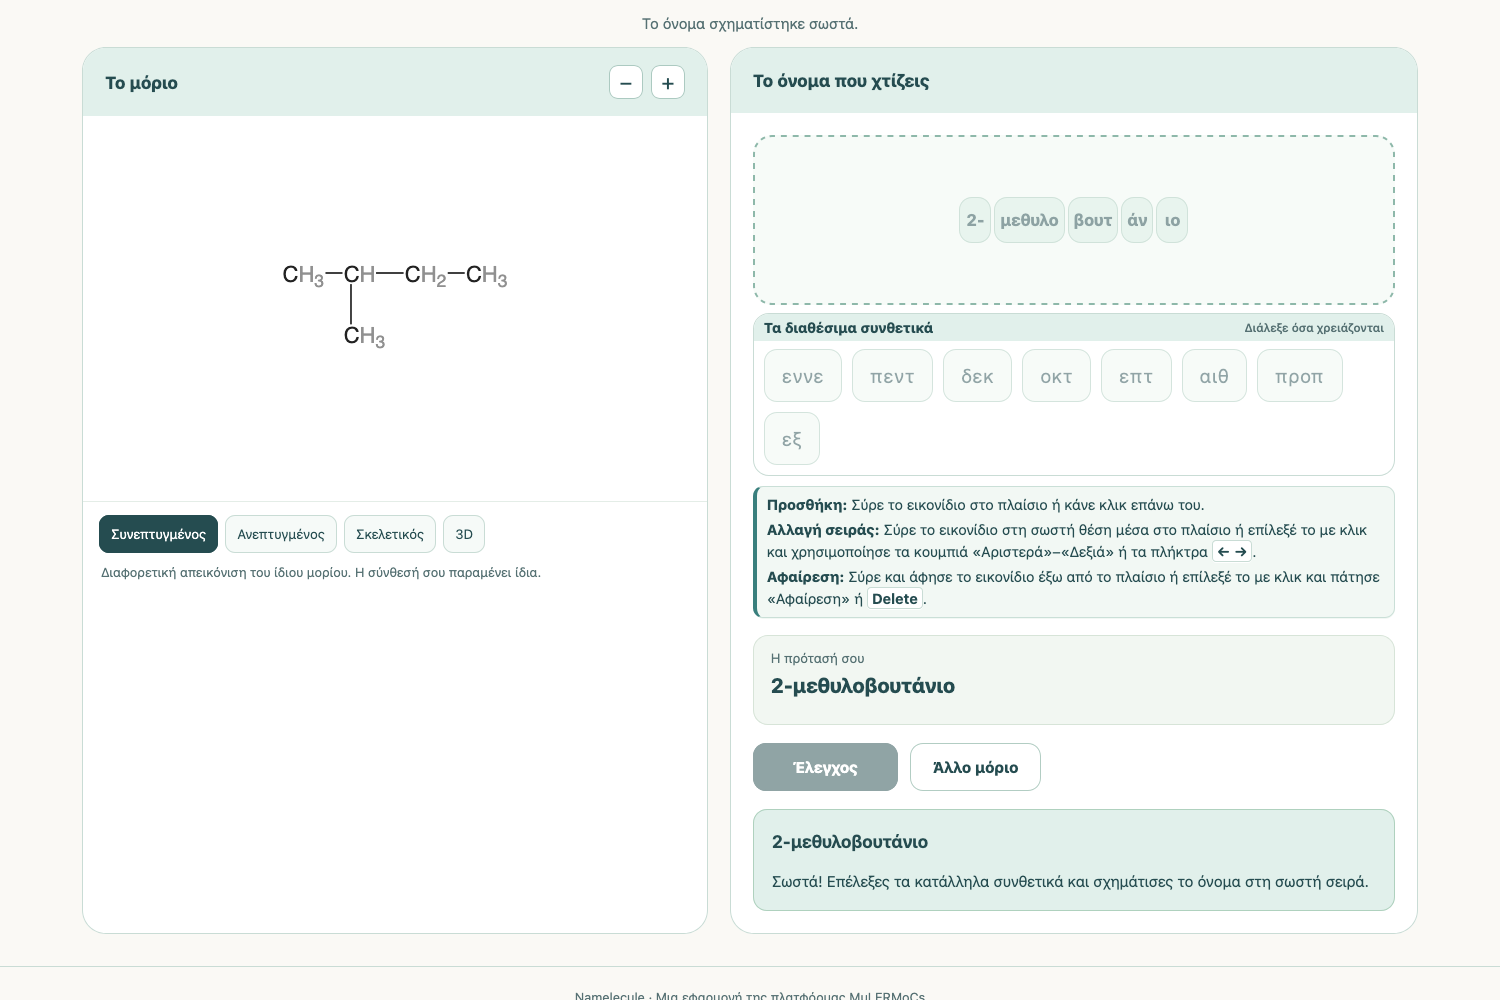 Το όνομα σχηματίστηκε σωστά.
Το μόριο
− +
CH3—CH—CH2—CH3
CH3
Συνεπτυγμένος Ανεπτυγμένος Σκελετικός 3D
Διαφορετική απεικόνιση του ίδιου μορίου. Η σύνθεσή σου παραμένει ίδια.
Το όνομα που χτίζεις
2- μεθυλο βουτ άν ιο
Τα διαθέσιμα συνθετικά Διάλεξε όσα χρειάζονται
εννε πεντ δεκ οκτ επτ αιθ προπ
εξ
Προσθήκη: Σύρε το εικονίδιο στο πλαίσιο ή κάνε κλικ επάνω του.
Αλλαγή σειράς: Σύρε το εικονίδιο στη σωστή θέση μέσα στο πλαίσιο ή επίλεξέ το με κλικ
και χρησιμοποίησε τα κουμπιά «Αριστερά»–«Δεξιά» ή τα πλήκτρα ← →.
Αφαίρεση: Σύρε και άφησε το εικονίδιο έξω από το πλαίσιο ή επίλεξέ το με κλικ και πάτησε
«Αφαίρεση» ή Delete.
Η πρότασή σου
2-μεθυλοβουτάνιο
Έλεγχος Άλλο μόριο
2-μεθυλοβουτάνιο
Σωστά! Επέλεξες τα κατάλληλα συνθετικά και σχημάτισες το όνομα στη σωστή σειρά.
Namelecule · Μια εφαρμογή της πλατφόρμας MuLERMoCs